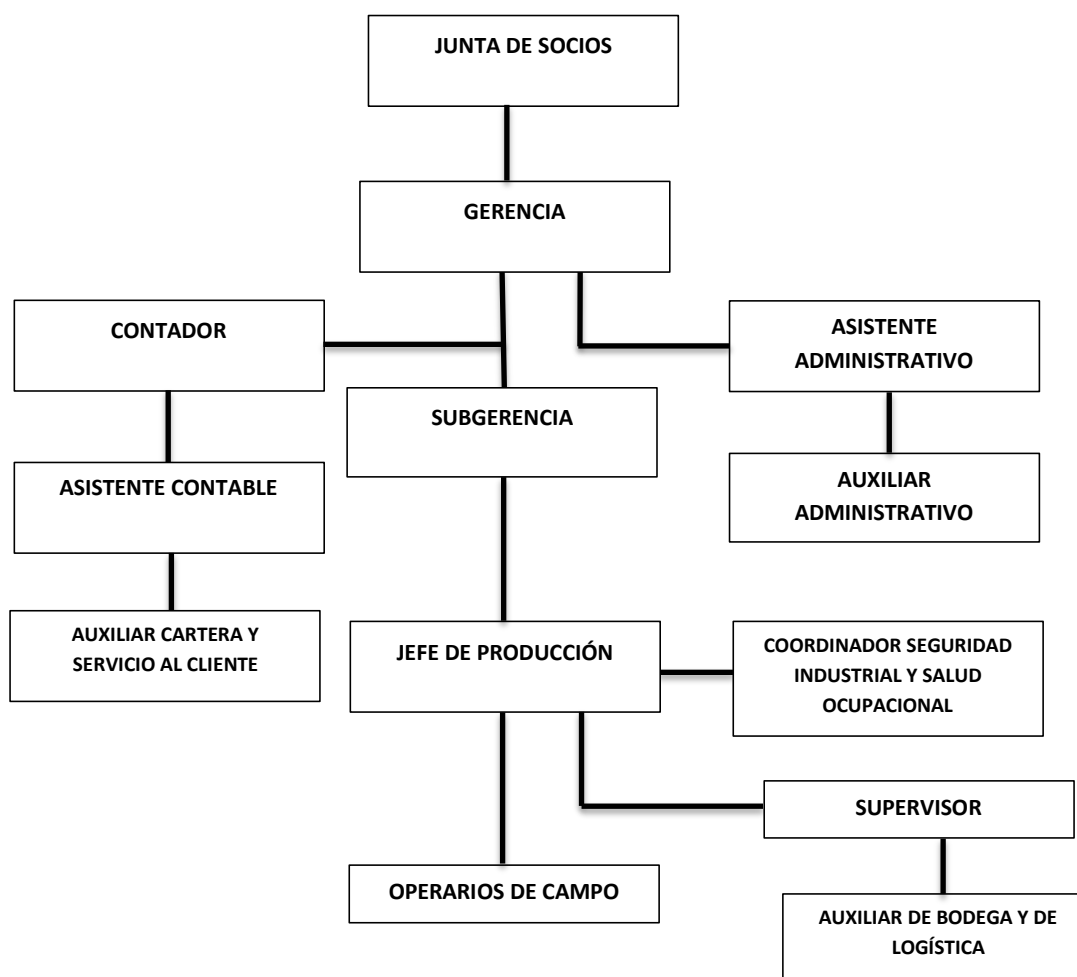 JUNTA DE SOCIOS
GERENCIA
CONTADOR
ASISTENTE
ADMINISTRATIVO
SUBGERENCIA
ASISTENTE CONTABLE
AUXILIAR
ADMINISTRATIVO
AUXILIAR CARTERA Y
SERVICIO AL CLIENTE
JEFE DE PRODUCCIÓN
COORDINADOR SEGURIDAD
INDUSTRIAL Y SALUD
OCUPACIONAL
SUPERVISOR
OPERARIOS DE CAMPO
AUXILIAR DE BODEGA Y DE
LOGÍSTICA